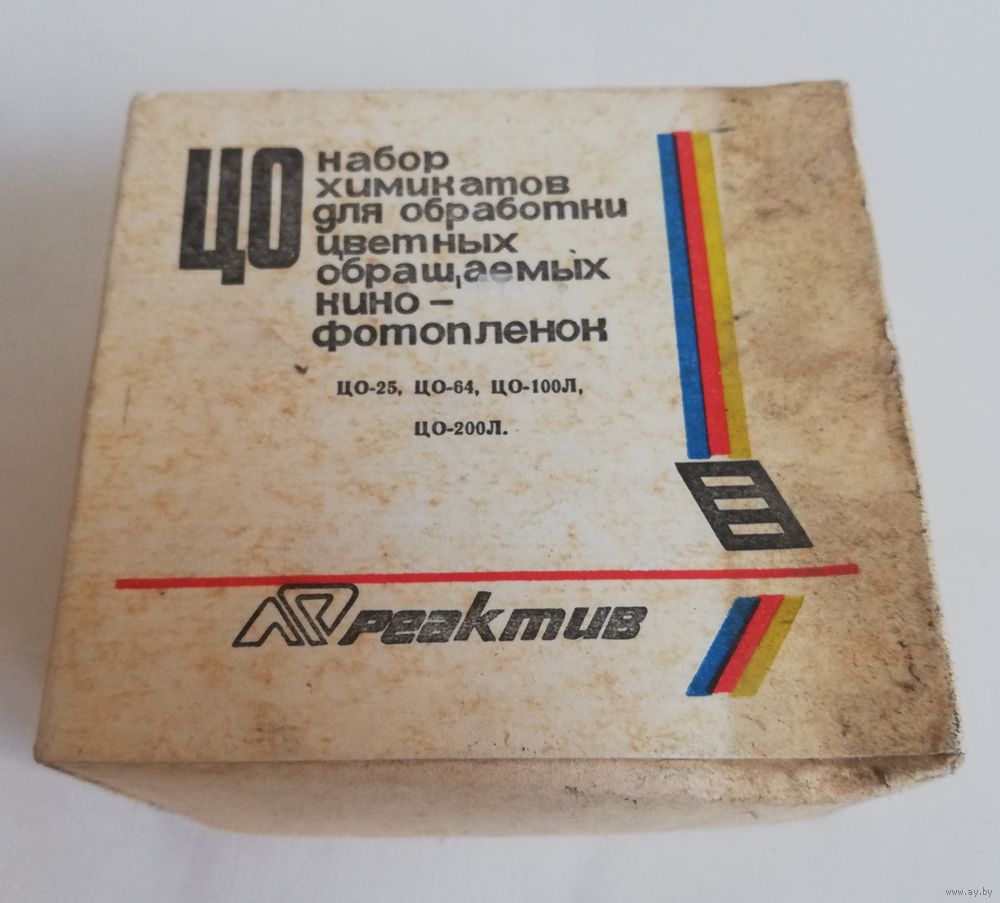 ЦО
набор
химикатов
для обработки
цветных
обращаемых
кино-
фотопленок
ЦО-25, ЦО-64, ЦО-100Л,
ЦО-200Л.
реактив
www.ay.by